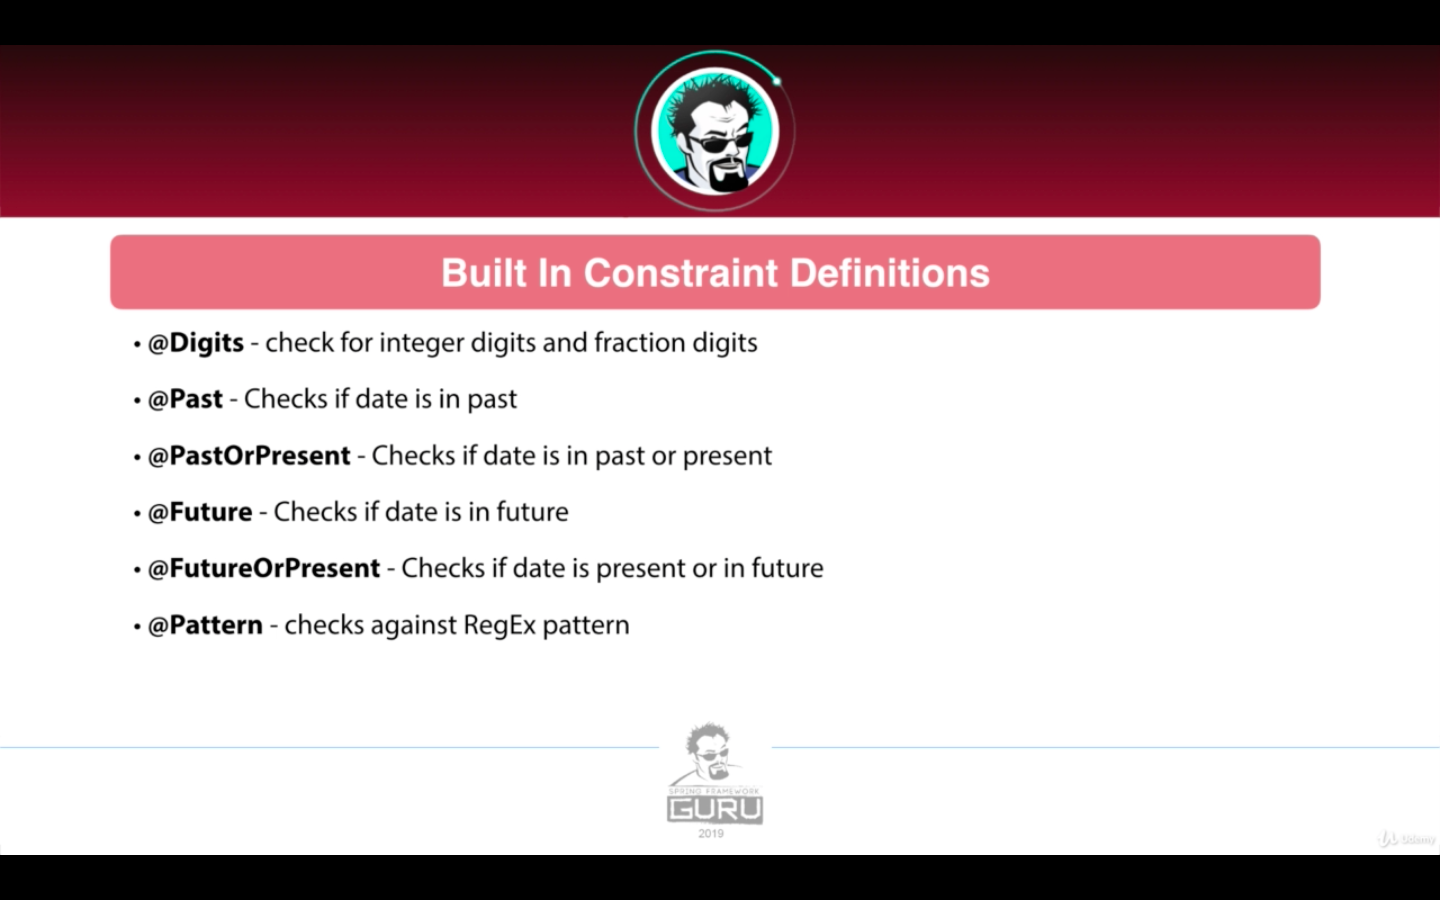 Built In Constraint Definitions
• @Digits - check for integer digits and fraction digits
• @Past - Checks if date is in past
• @PastOrPresent - Checks if date is in past or present
• @Future - Checks if date is in future
• @FutureOrPresent - Checks if date is present or in future
• @Pattern - checks against RegEx pattern
SPRING FRAMEWORK
GURU
2019
Udemy